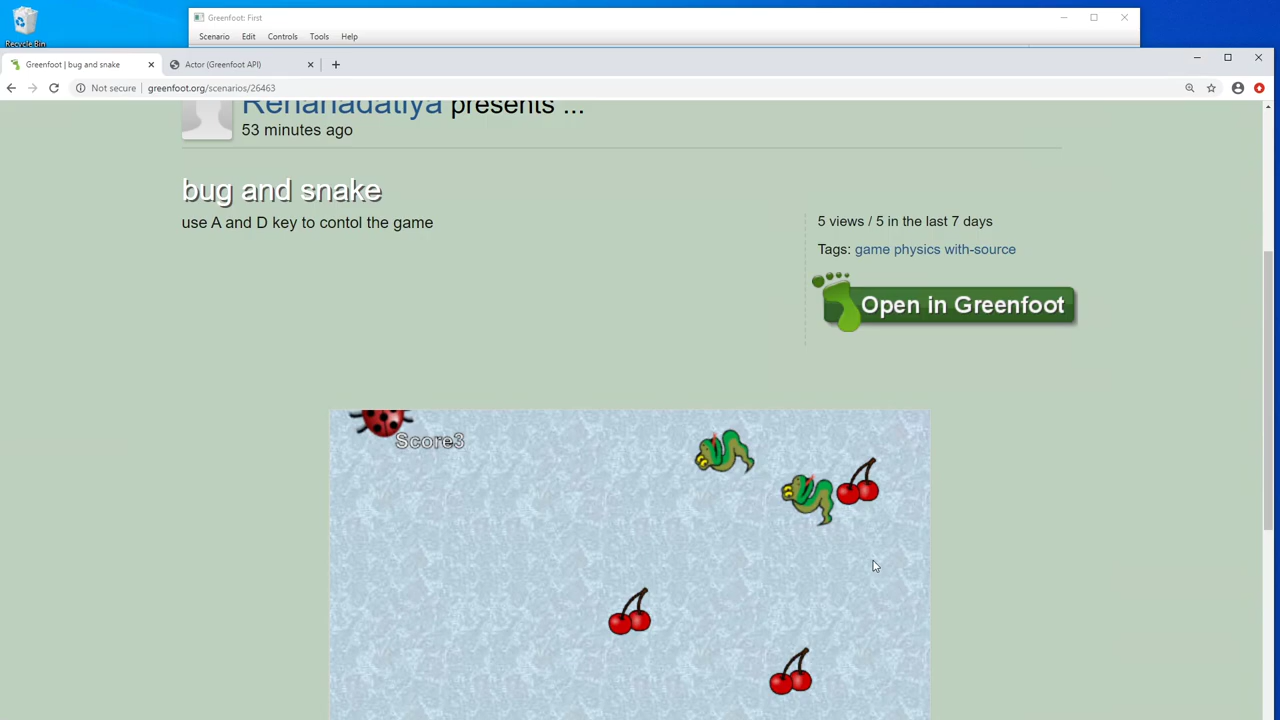 Recycle Bin
Greenfoot: First
Scenario Edit Controls Tools Help
Greenfoot | bug and snake
Actor (Greenfoot API)
Not secure greenfoot.org/scenarios/26463
presents ...
53 minutes ago
bug and snake
use A and D key to contol the game
5 views / 5 in the last 7 days
Tags: game physics with-source
Open in Greenfoot
Score3